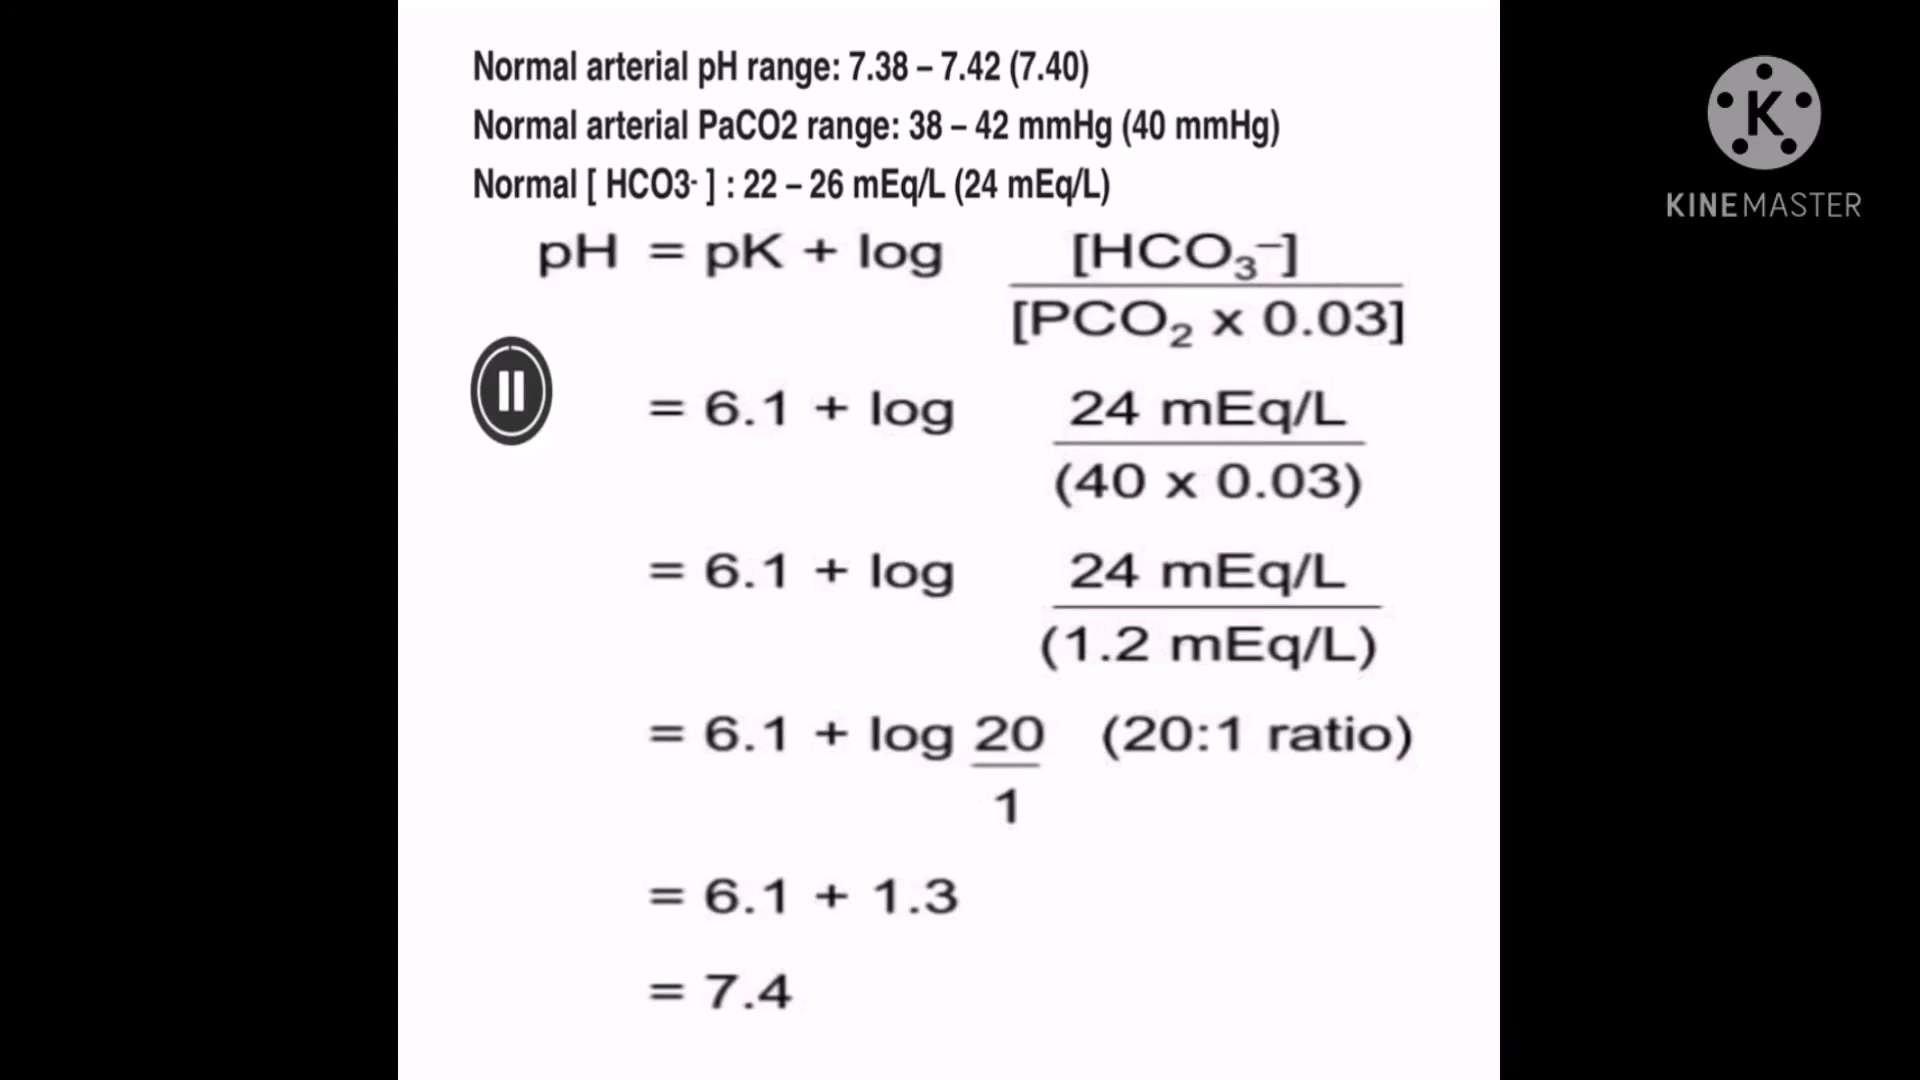 Normal arterial pH range: 7.38 – 7.42 (7.40)
Normal arterial PaCO2 range: 38 – 42 mmHg (40 mmHg)
Normal [ HCO3- ] : 22 – 26 mEq/L (24 mEq/L)
pH = pK + log [HCO₃⁻]
[PCO₂ x 0.03]
= 6.1 + log 24 mEq/L
(40 x 0.03)
= 6.1 + log 24 mEq/L
(1.2 mEq/L)
= 6.1 + log 20 (20:1 ratio)
1
= 6.1 + 1.3
= 7.4
K
KINEMASTER